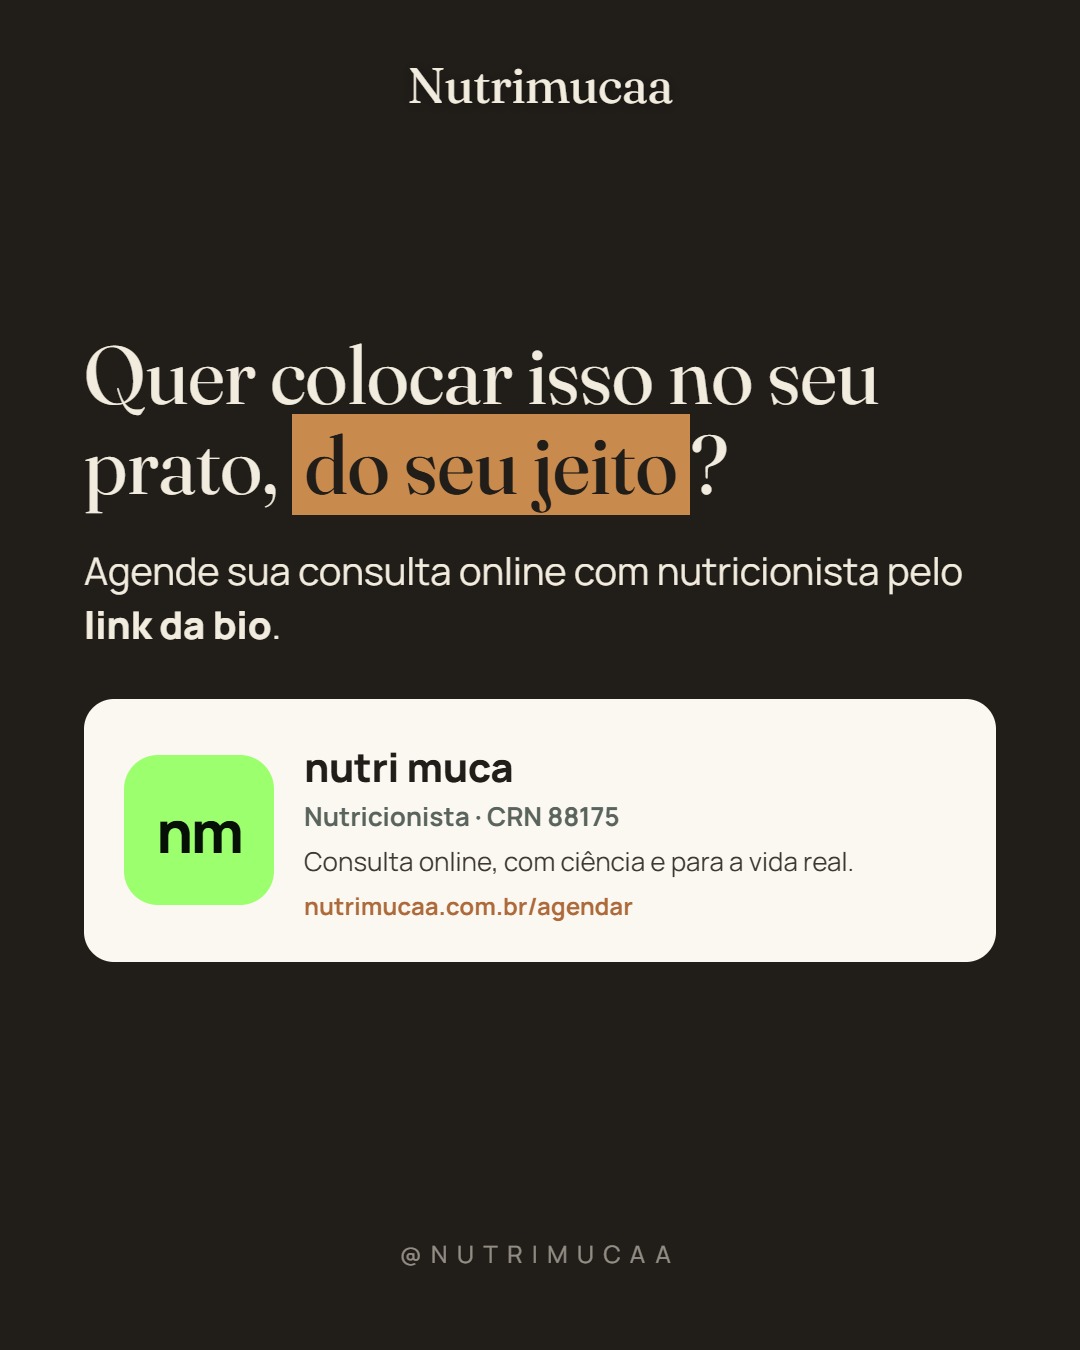 Nutrimucaa
Quer colocar isso no seu
prato, do seu jeito?
Agende sua consulta online com nutricionista pelo
link da bio.
nm
nutri muca
Nutricionista · CRN 88175
Consulta online, com ciência e para a vida real.
nutrimucaa.com.br/agendar
@NUTRIMUCAA